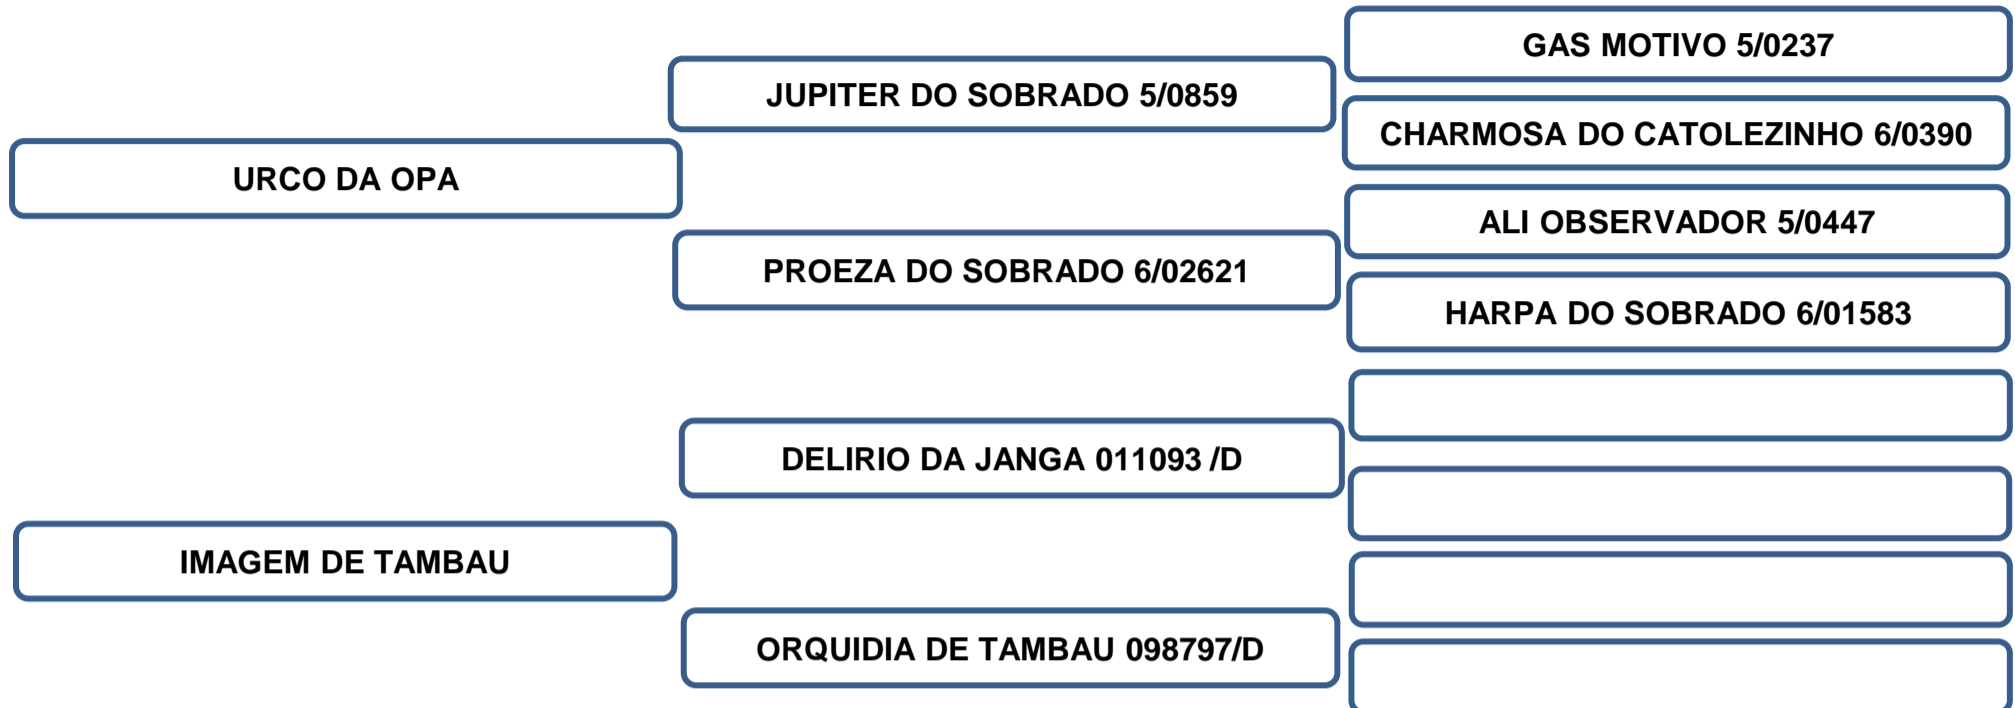 GAS MOTIVO 5/0237
JUPITER DO SOBRADO 5/0859
CHARMOSA DO CATOLEZINHO 6/0390
URCO DA OPA
ALI OBSERVADOR 5/0447
PROEZA DO SOBRADO 6/02621
HARPA DO SOBRADO 6/01583
DELIRIO DA JANGA 011093 /D
IMAGEM DE TAMBAU
ORQUIDIA DE TAMBAU 098797/D